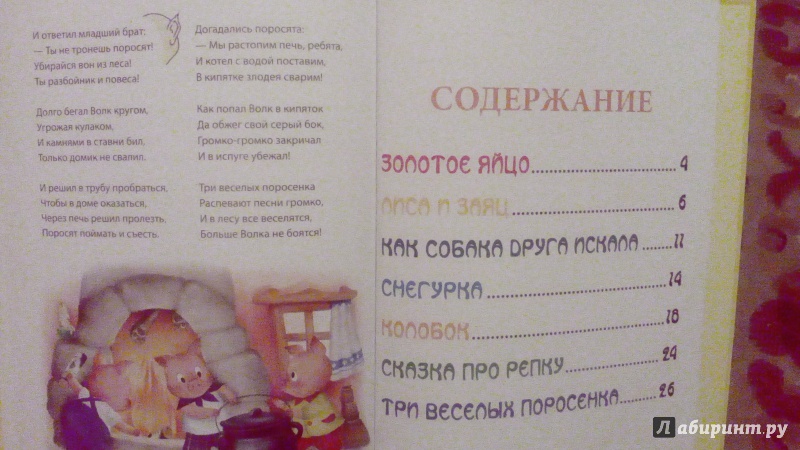 И ответил младший брат:
— Ты не тронешь поросят!
Убирайся вон из леса!
Ты разбойник и повеса!
Долго бегал Волк кругом,
Угрожая кулаком,
И камнями в ставни бил,
Только домик не свалил.
И решил в трубу пробраться,
Чтобы в доме оказаться,
Через печь решил пролезть,
Поросят поймать и съесть.
Догадались поросята:
— Мы растопим печь, ребята,
И котел с водой поставим,
В кипятке злодея сварим!
Как попал Волк в кипяток
Да обжег свой серый бок,
Громко-громко закричал
И в испуге убежал!
Три веселых поросенка
Распевают песни громко,
И в лесу все веселятся,
Больше Волка не боятся!
СОДЕРЖАНИЕ
ЗОЛОТОЕ ЯЙЦО 4
ЛИСА И ЗАЯЦ 6
КАК СОБАКА ДРУГА ИСКАЛА 11
СНЕГУРКА 14
КОЛОБОК 18
СКАЗКА ПРО РЕПКУ 24
ТРИ ВЕСЕЛЫХ ПОРОСЕНКА 26
Лабиринт.ру